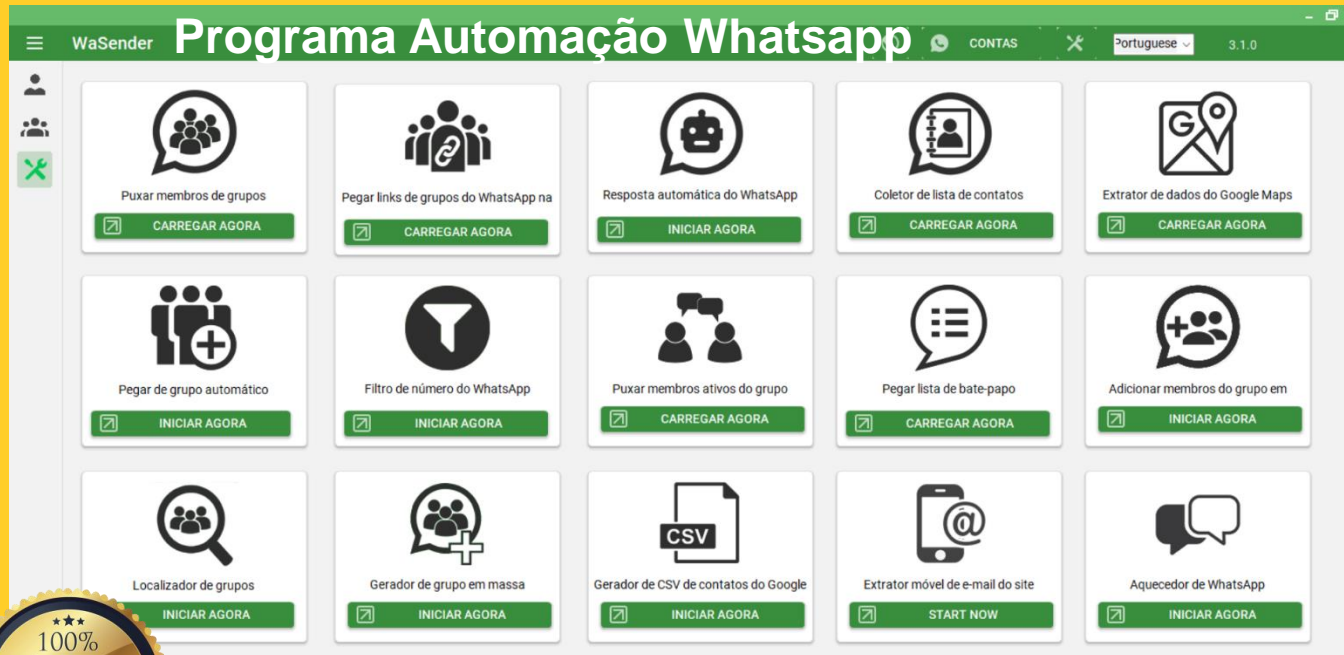 Programa Automação Whatsapp
WaSender
CONTAS
Portuguese
3.1.0
Puxar membros de grupos
CARREGAR AGORA
Pegar links de grupos do WhatsApp na
CARREGAR AGORA
Resposta automática do WhatsApp
INICIAR AGORA
Coletor de lista de contatos
CARREGAR AGORA
G
Extrator de dados do Google Maps
CARREGAR AGORA
Pegar de grupo automático
INICIAR AGORA
Filtro de número do WhatsApp
INICIAR AGORA
Puxar membros ativos do grupo
CARREGAR AGORA
Pegar lista de bate-papo
CARREGAR AGORA
Adicionar membros do grupo em
INICIAR AGORA
Localizador de grupos
INICIAR AGORA
Gerador de grupo em massa
INICIAR AGORA
CSV
Gerador de CSV de contatos do Google
INICIAR AGORA
@
Extrator móvel de e-mail do site
START NOW
Aquecedor de WhatsApp
INICIAR AGORA
100%